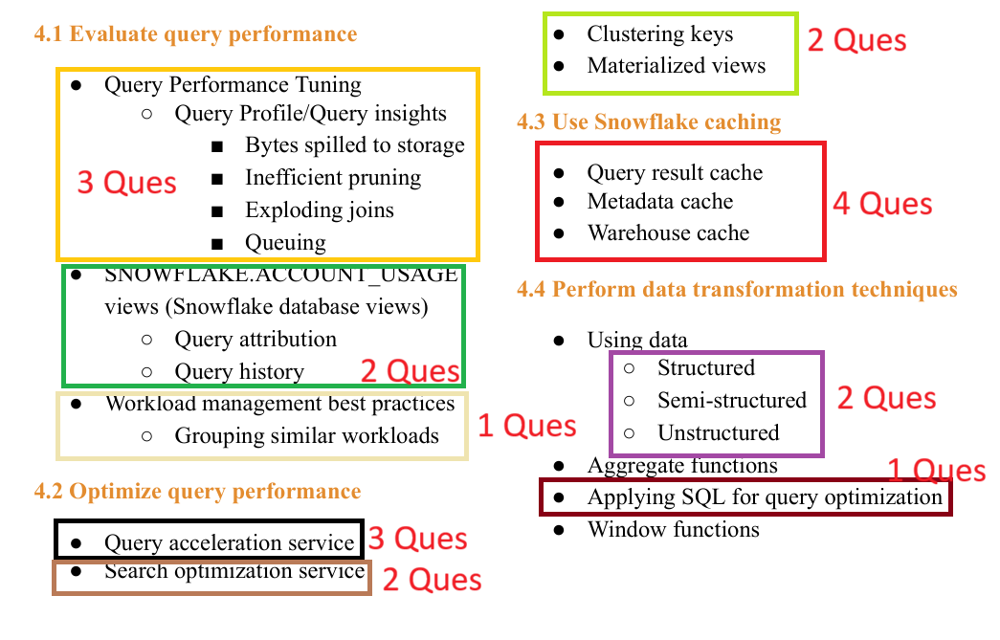 4.1 Evaluate query performance
● Query Performance Tuning
○ Query Profile/Query insights
■ Bytes spilled to storage
■ Inefficient pruning
■ Exploding joins
■ Queuing
3 Ques
● SNOWFLAKE.ACCOUNT_USAGE
views (Snowflake database views)
○ Query attribution
○ Query history
2 Ques
● Workload management best practices
○ Grouping similar workloads
1 Ques
4.2 Optimize query performance
● Query acceleration service
3 Ques
● Search optimization service
2 Ques
● Clustering keys
● Materialized views
2 Ques
4.3 Use Snowflake caching
● Query result cache
● Metadata cache
● Warehouse cache
4 Ques
4.4 Perform data transformation techniques
● Using data
○ Structured
○ Semi-structured
○ Unstructured
2 Ques
● Aggregate functions
● Applying SQL for query optimization
1 Ques
● Window functions